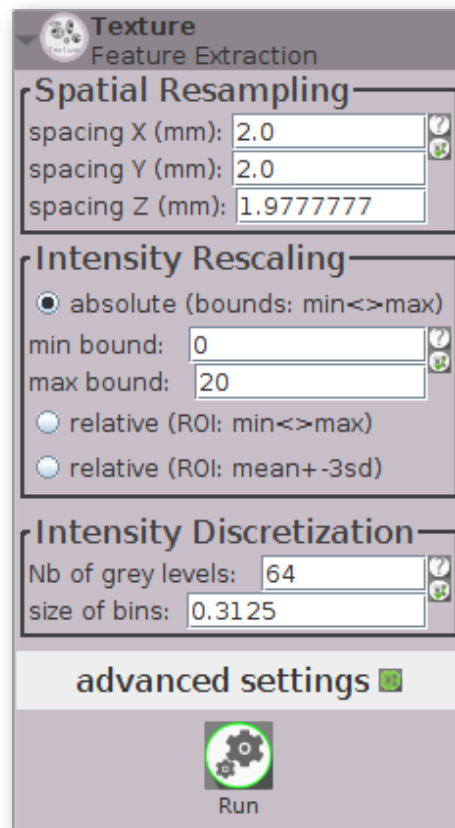 Texture
Feature Extraction
Spatial Resampling
spacing X (mm): 2.0
spacing Y (mm): 2.0
spacing Z (mm): 1.9777777
Intensity Rescaling
absolute (bounds: min<>max)
min bound: 0
max bound: 20
relative (ROI: min<>max)
relative (ROI: mean+-3sd)
Intensity Discretization
Nb of grey levels: 64
size of bins: 0.3125
advanced settings
Run